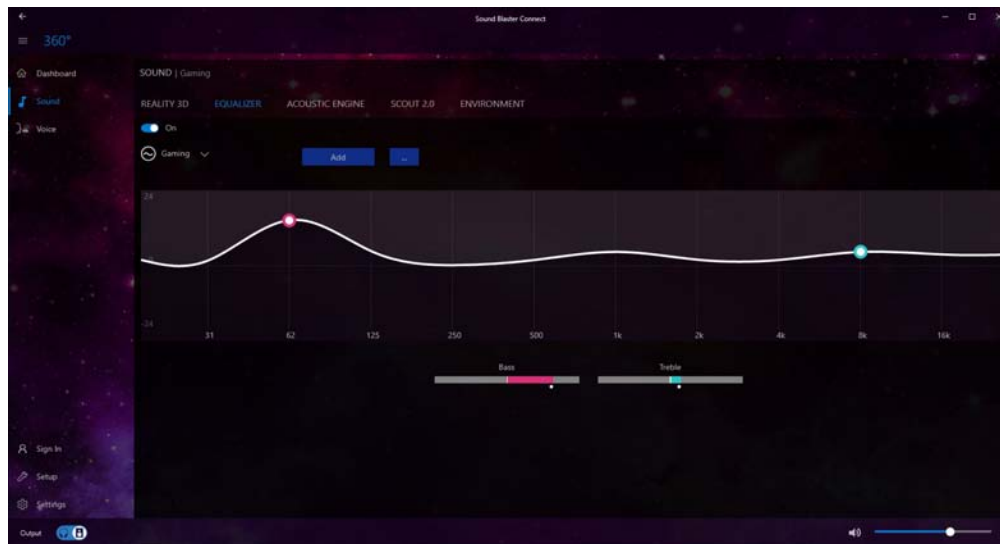 Sound Blaster Connect
360°
Dashboard
Sound
Voice
SOUND | Gaming
REALITY 3D EQUALIZER ACOUSTIC ENGINE SCOUT 2.0 ENVIRONMENT
On
Gaming
Add ..
24
0
-24
31 62 125 250 500 1k 2k 4k 8k 16k
Bass Treble
Sign In
Setup
Settings
Output